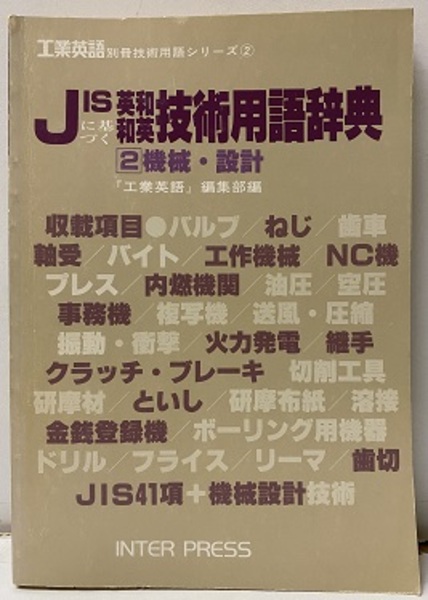 工業英語別冊技術用語シリーズ②
JISに基づく英和和英技術用語辞典
2機械・設計
『工業英語』編集部編
収載項目●バルブ/ねじ/歯車
軸受/バイト/工作機械/NC機
プレス/内燃機関/油圧/空圧
事務機/複写機/送風・圧縮
振動・衝撃/火力発電/継手
クラッチ・ブレーキ 切削工具
研摩材/といし/研摩布紙/溶接
金銭登録機/ボーリング用機器
ドリル/フライス/リーマ/歯切
JIS41項+機械設計技術
INTER PRESS